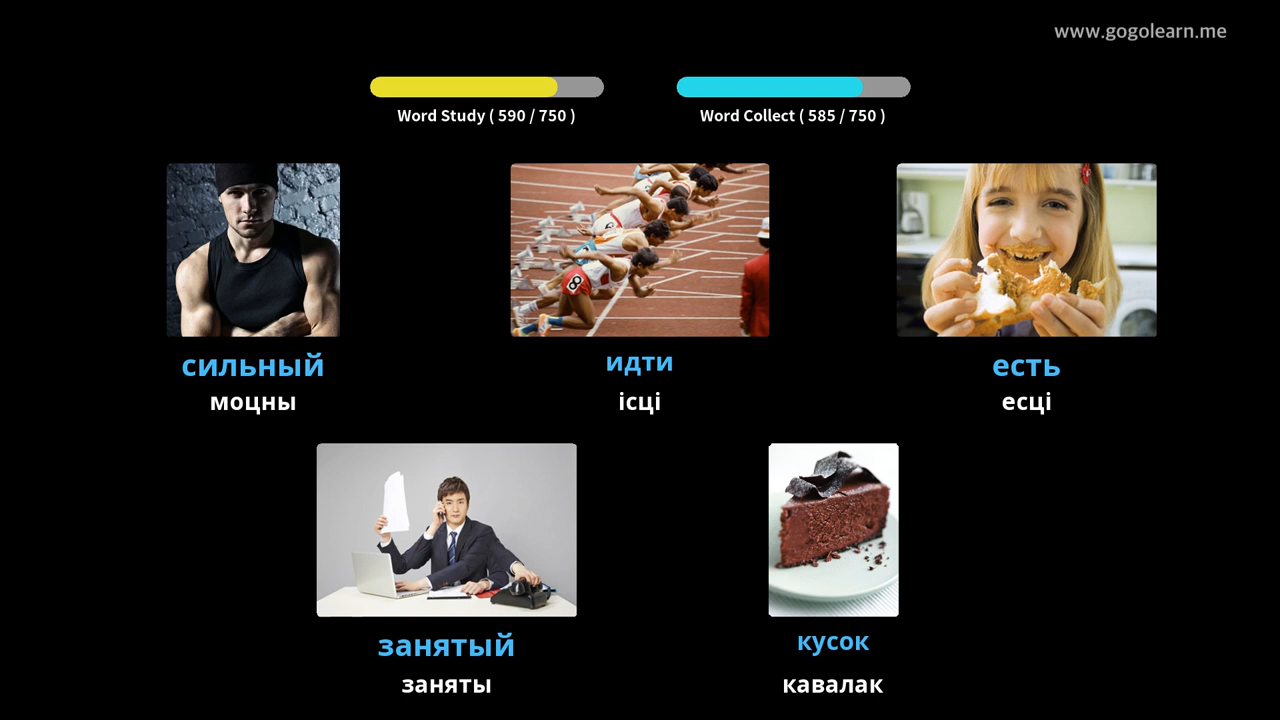 www.gogolearn.me
Word Study ( 590 / 750 )
Word Collect ( 585 / 750 )
сильный
моцны
идти
ісці
есть
есці
занятый
заняты
кусок
кавалак